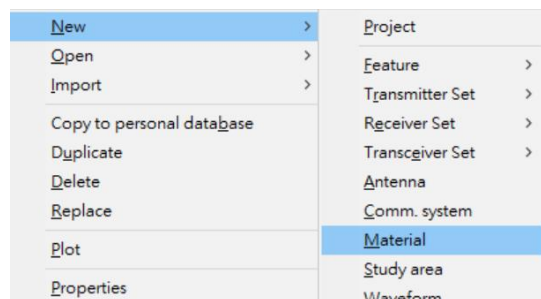 New
Open
Import
Copy to personal database
Duplicate
Delete
Replace
Plot
Properties
Project
Feature
Transmitter Set
Receiver Set
Transceiver Set
Antenna
Comm. system
Material
Study area
Waveform